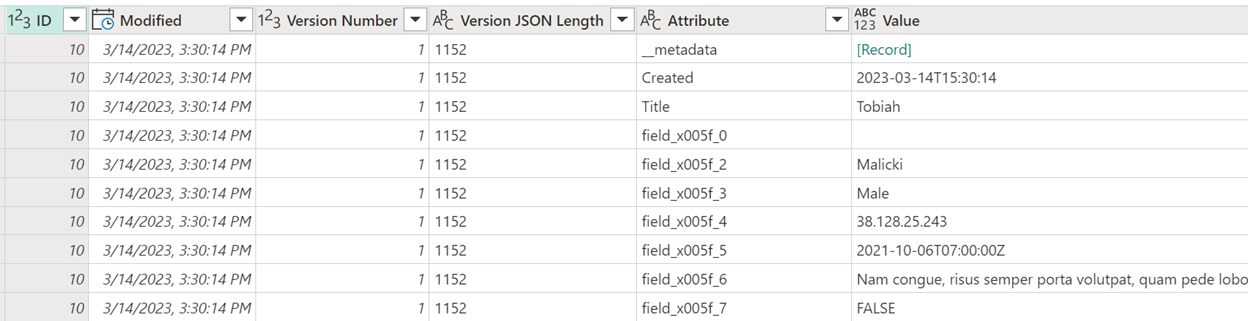 1²3 ID Modified 1²3 Version Number ABC Version JSON Length ABC Attribute ABC 123 Value
10 3/14/2023, 3:30:14 PM 1 1152 __metadata [Record]
10 3/14/2023, 3:30:14 PM 1 1152 Created 2023-03-14T15:30:14
10 3/14/2023, 3:30:14 PM 1 1152 Title Tobiah
10 3/14/2023, 3:30:14 PM 1 1152 field_x005f_0
10 3/14/2023, 3:30:14 PM 1 1152 field_x005f_2 Malicki
10 3/14/2023, 3:30:14 PM 1 1152 field_x005f_3 Male
10 3/14/2023, 3:30:14 PM 1 1152 field_x005f_4 38.128.25.243
10 3/14/2023, 3:30:14 PM 1 1152 field_x005f_5 2021-10-06T07:00:00Z
10 3/14/2023, 3:30:14 PM 1 1152 field_x005f_6 Nam congue, risus semper porta volutpat, quam pede lobo
10 3/14/2023, 3:30:14 PM 1 1152 field_x005f_7 FALSE